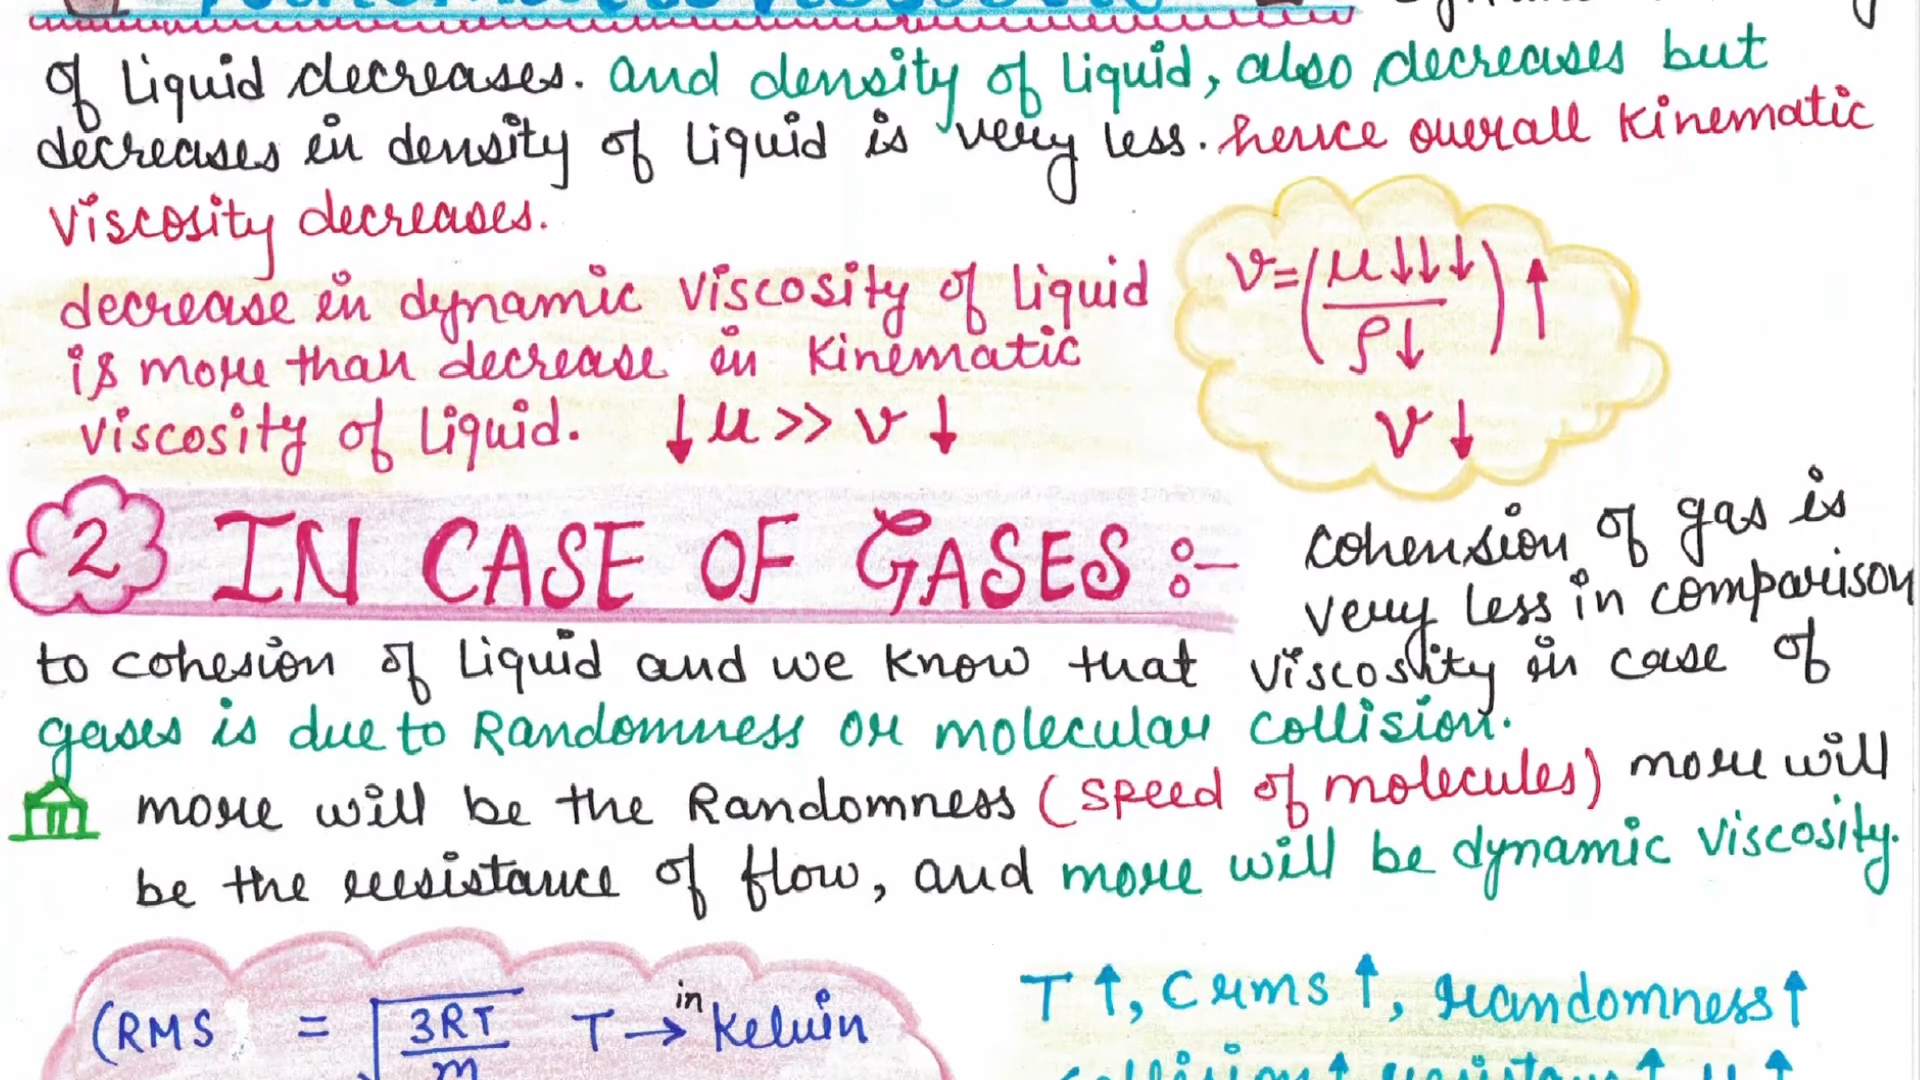 of Liquid decreases. and density of liquid, also decreases but
decreases in density of liquid is very less. hence overall kinematic
viscosity decreases.
decrease in dynamic viscosity of liquid
is more than decrease in kinematic
viscosity of liquid. ↓ μ >> ν ↓
ν=(μ↓↓↓/ρ↓)↑
ν↓
2 IN CASE OF GASES :-
cohension of gas is
very less in comparison
to cohesion of liquid and we know that viscosity in case of
gases is due to Randomness or molecular collision.
more will be the Randomness (speed of molecules) more will
be the resistance of flow, and more will be dynamic viscosity.
CRMS = √3RT/m T → in Kelvin
T↑, Crms↑, randomness↑
collision↑ resistance↑ μ↑